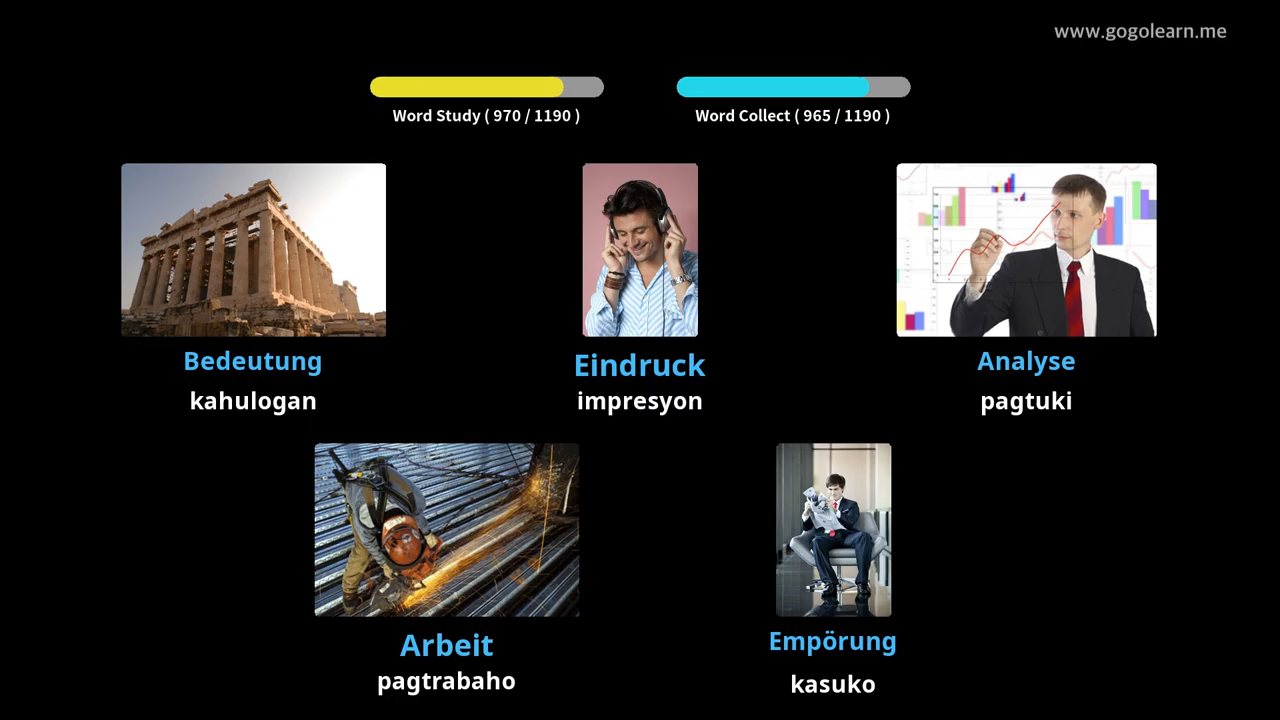 www.gogolearn.me
Word Study ( 970 / 1190 )
Word Collect ( 965 / 1190 )
Bedeutung
kahulogan
Eindruck
impresyon
Analyse
pagtuki
Arbeit
pagtrabaho
Empörung
kasuko